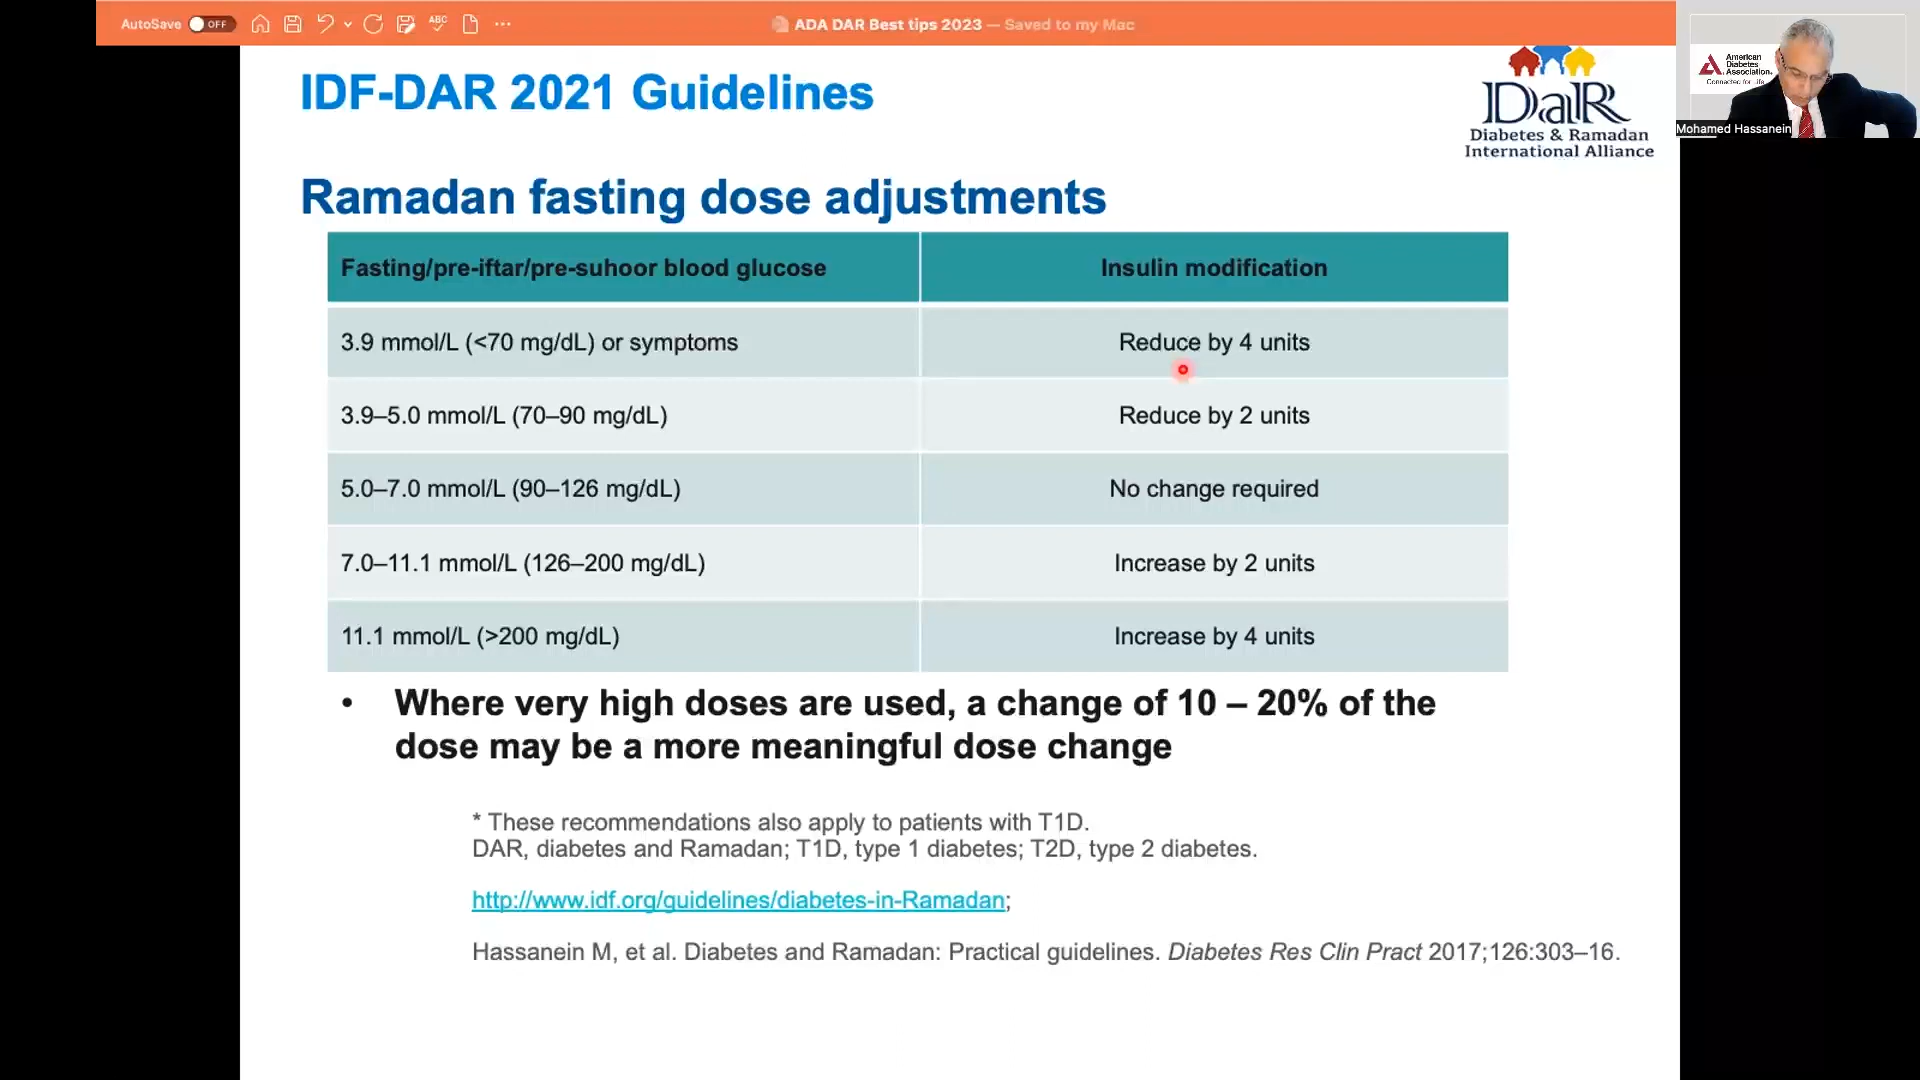 AutoSave OFF
ABC
ADA DAR Best tips 2023 — Saved to my Mac
American
Diabetes
Association.
Connected for Life
Mohamed Hassanein
IDF-DAR 2021 Guidelines
DaR
Diabetes & Ramadan
International Alliance
Ramadan fasting dose adjustments
Fasting/pre-iftar/pre-suhoor blood glucose Insulin modification
3.9 mmol/L (<70 mg/dL) or symptoms Reduce by 4 units
3.9–5.0 mmol/L (70–90 mg/dL) Reduce by 2 units
5.0–7.0 mmol/L (90–126 mg/dL) No change required
7.0–11.1 mmol/L (126–200 mg/dL) Increase by 2 units
11.1 mmol/L (>200 mg/dL) Increase by 4 units
• Where very high doses are used, a change of 10 – 20% of the
dose may be a more meaningful dose change
* These recommendations also apply to patients with T1D.
DAR, diabetes and Ramadan; T1D, type 1 diabetes; T2D, type 2 diabetes.
http://www.idf.org/guidelines/diabetes-in-Ramadan;
Hassanein M, et al. Diabetes and Ramadan: Practical guidelines. Diabetes Res Clin Pract 2017;126:303–16.